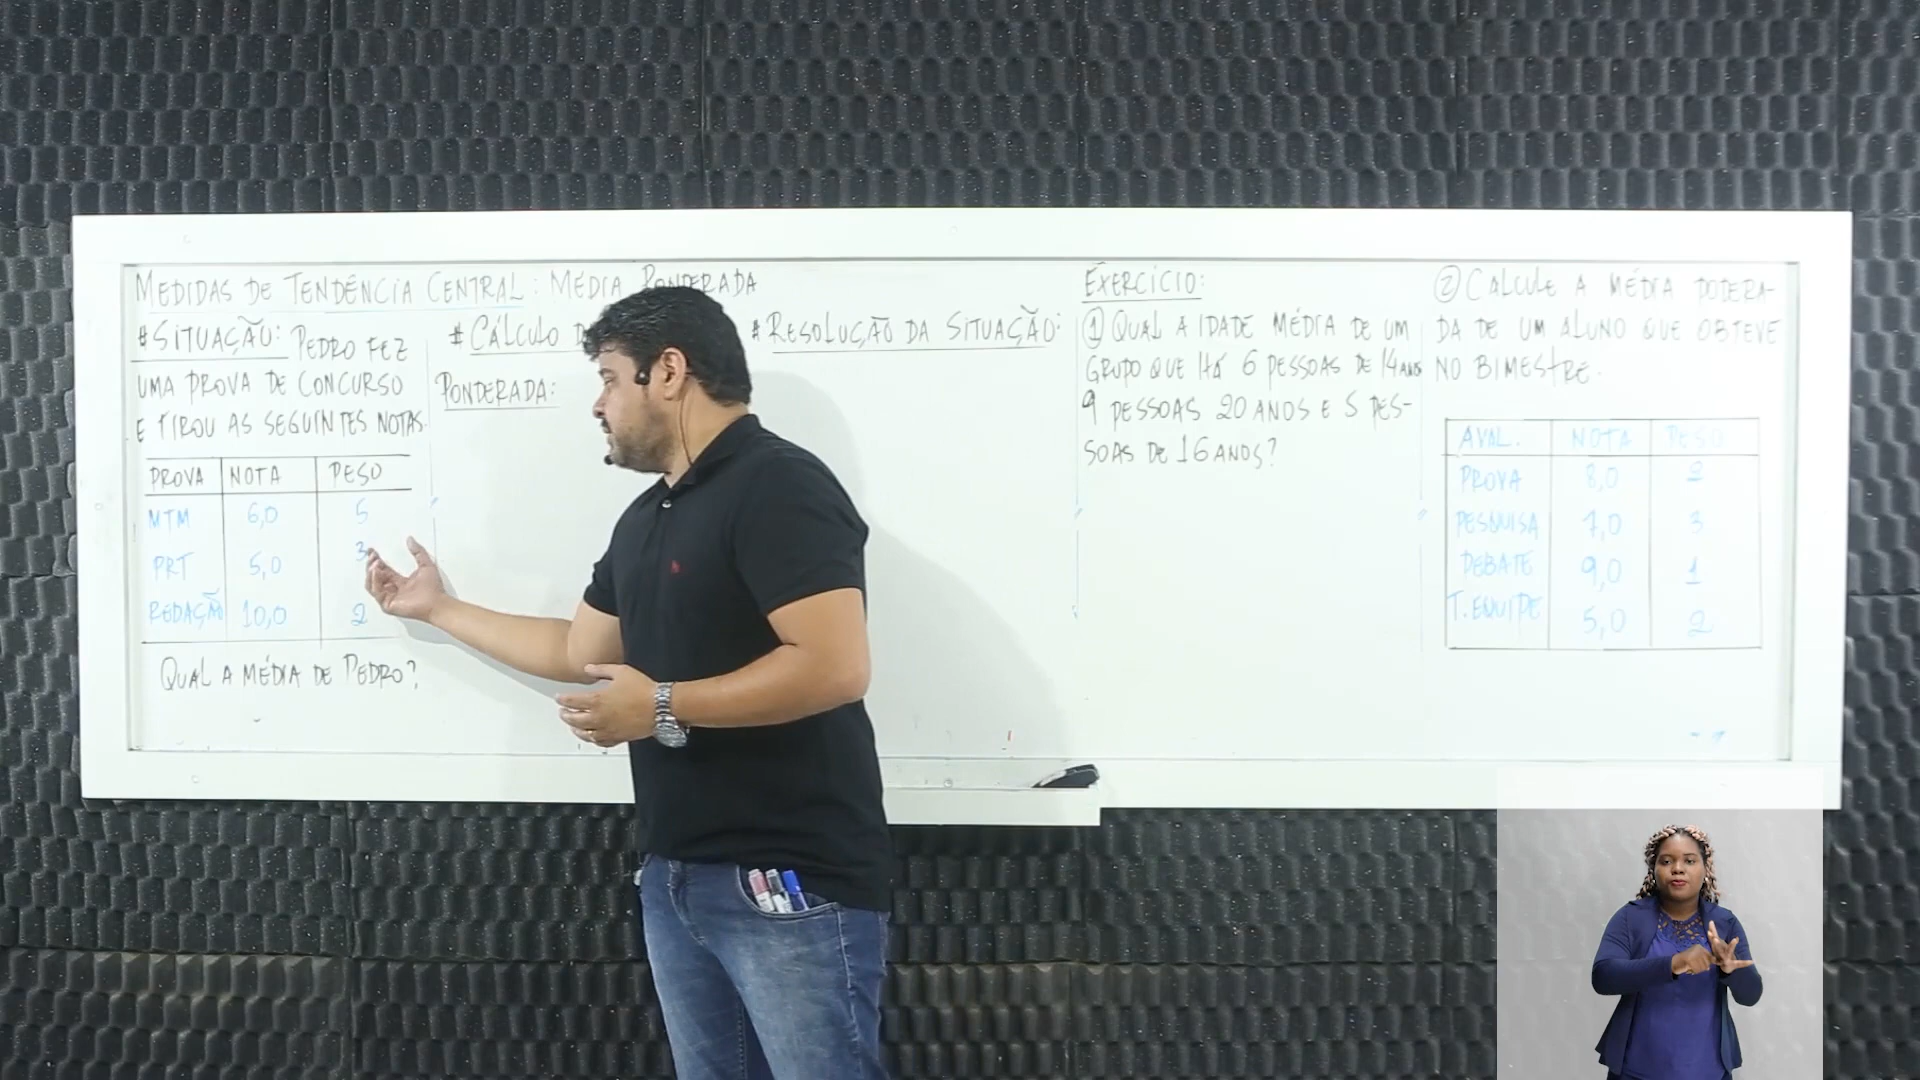 MEDIDAS DE TENDÊNCIA CENTRAL: MÉDIA PONDERADA
# SITUAÇÃO: PEDRO FEZ
UMA PROVA DE CONCURSO
E TIROU AS SEGUINTES NOTAS.
PROVA NOTA PESO
MTM 6,0 5
PRT 5,0 3
REDAÇÃO 10,0 2
QUAL A MÉDIA DE PEDRO?
# CÁLCULO
PONDERADA:
# RESOLUÇÃO DA SITUAÇÃO:
EXERCÍCIO:
1 QUAL A IDADE MÉDIA DE UM
GRUPO QUE HÁ 6 PESSOAS DE 14 ANOS
9 PESSOAS 20 ANOS E 5 PES-
SOAS DE 16 ANOS?
2 CALCULE A MÉDIA PODERA-
DA DE UM ALUNO QUE OBTEVE
NO BIMESTRE.
AVAL. NOTA PESO
PROVA 8,0 2
PESQUISA 7,0 3
DEBATE 9,0 1
T. EQUIPE 5,0 2